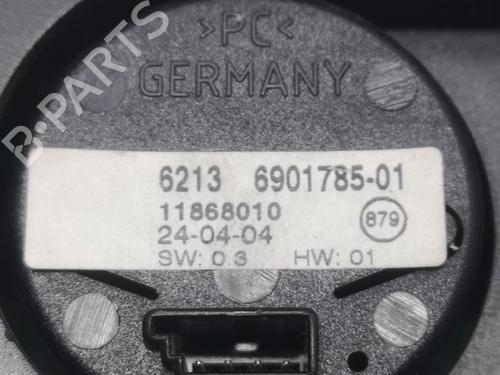 >PC<
GERMANY
B-PARTS
6213 6901785-01
11868010
879
24-04-04
SW: 0.3 HW: 01